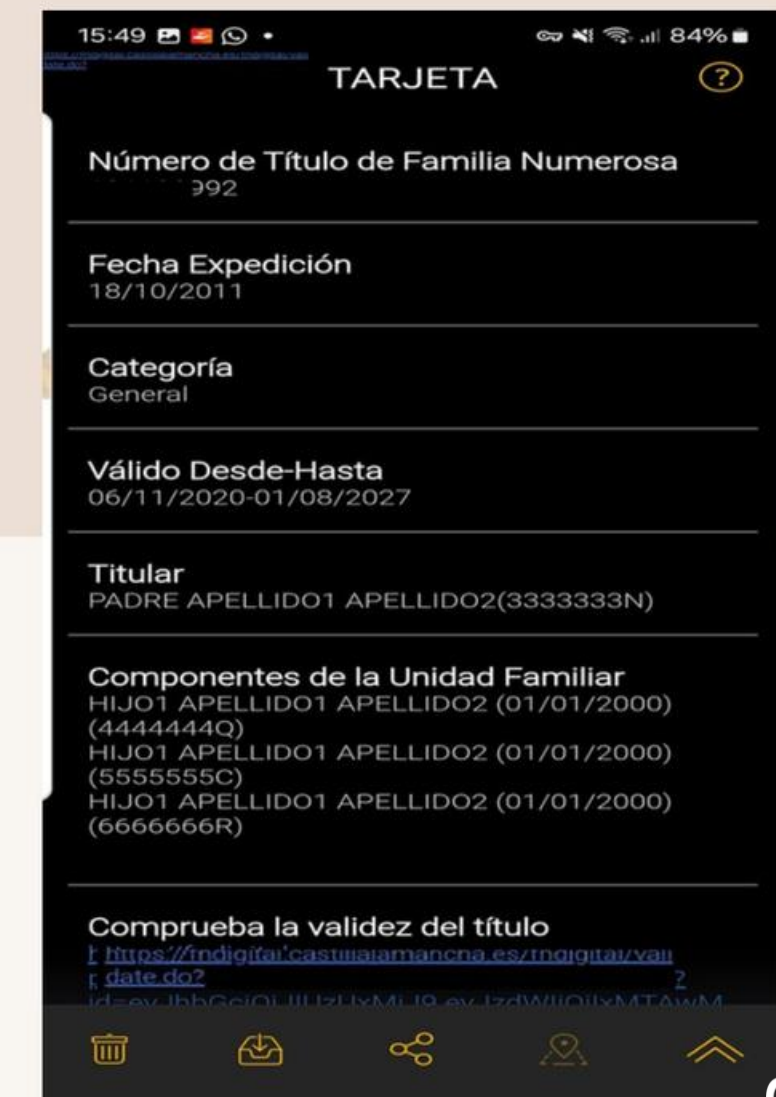 15:49
84%
TARJETA
?
Número de Título de Familia Numerosa
992
Fecha Expedición
18/10/2011
Categoría
General
Válido Desde-Hasta
06/11/2020-01/08/2027
Titular
PADRE APELLIDO1 APELLIDO2(3333333N)
Componentes de la Unidad Familiar
HIJO1 APELLIDO1 APELLIDO2 (01/01/2000)
(4444444Q)
HIJO1 APELLIDO1 APELLIDO2 (01/01/2000)
(5555555C)
HIJO1 APELLIDO1 APELLIDO2 (01/01/2000)
(6666666R)
Comprueba la validez del título
https://fndigital.castillalamancha.es/fndigital/vali
date.do?
?